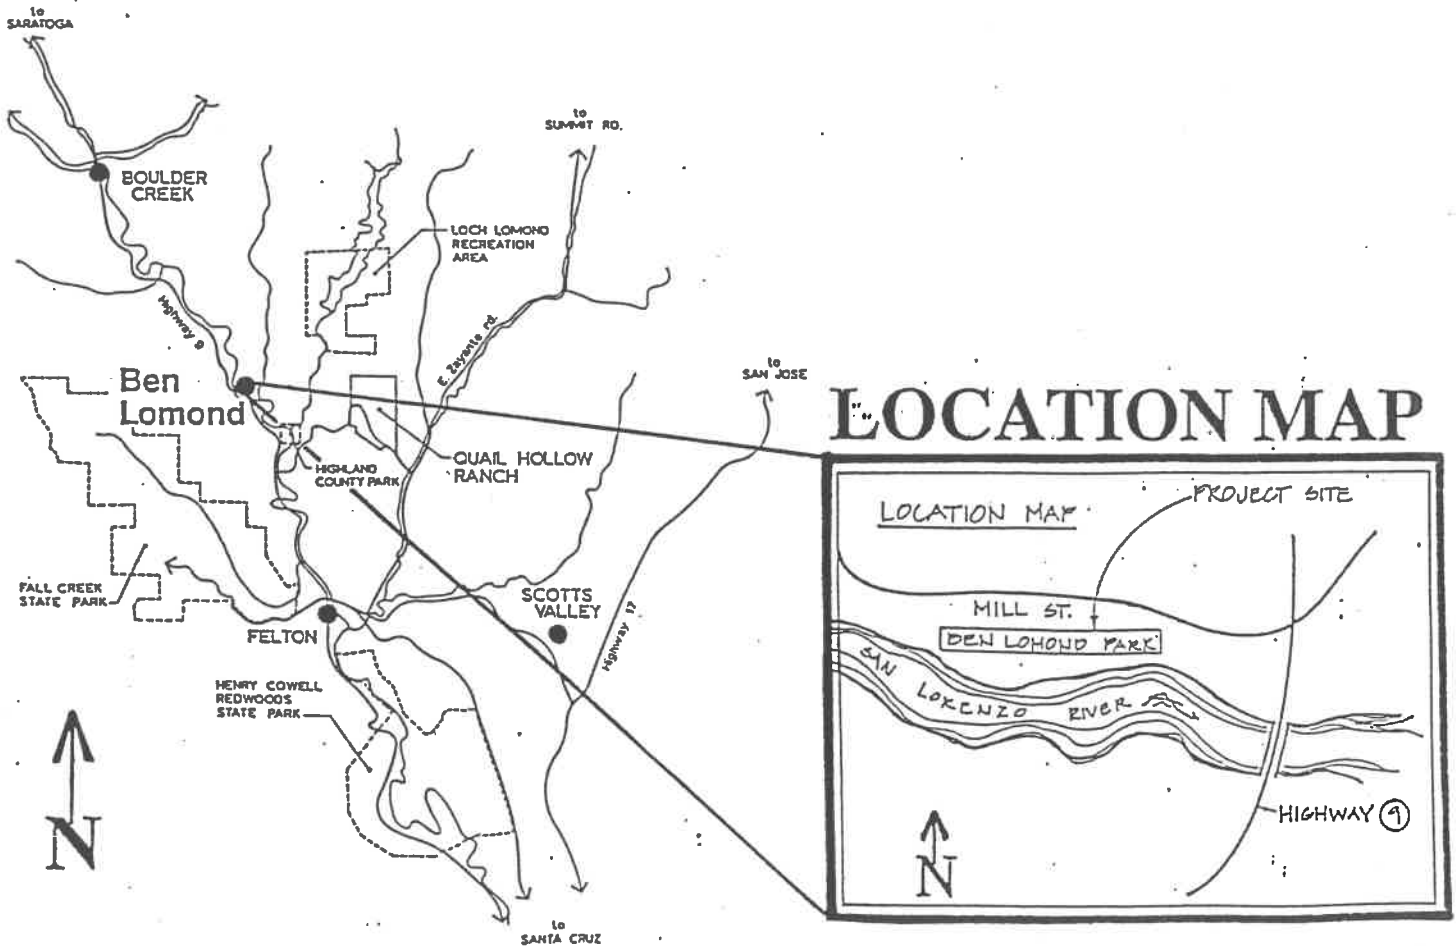 to
SARATOGA
to
SUMMIT RD.
BOULDER
CREEK
LOCH LOMOND
RECREATION
AREA
Highway 9
E. Zayante rd.
to
SAN JOSE
Ben
Lomond
LOCATION MAP
QUAIL HOLLOW
RANCH
HIGHLAND
COUNTY PARK
PROJECT SITE
LOCATION MAP
FALL CREEK
STATE PARK
SCOTTS
VALLEY
MILL ST.
BEN LOMOND PARK
FELTON
Highway 17
SAN LORENZO RIVER
HENRY COWELL
REDWOODS
STATE PARK
HIGHWAY 9
N
N
to
SANTA CRUZ